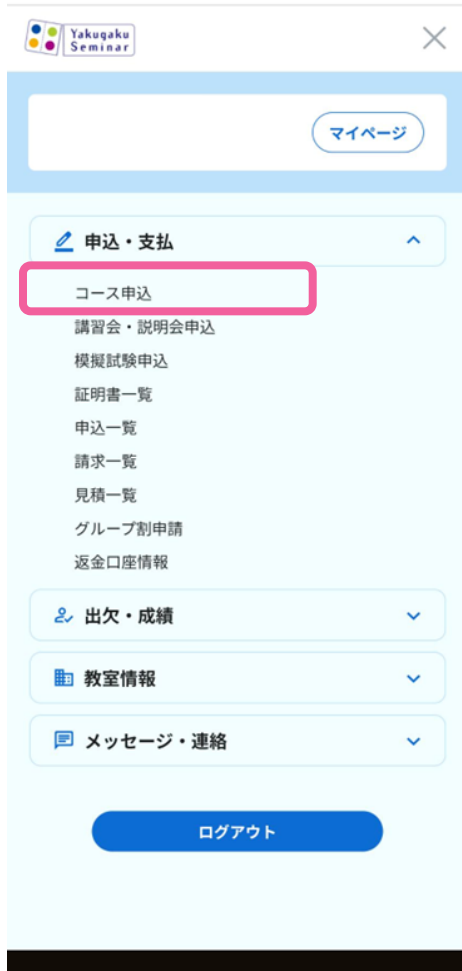 Yakugaku
Seminar
マイページ
申込・支払
コース申込
講習会・説明会申込
模擬試験申込
証明書一覧
申込一覧
請求一覧
見積一覧
グループ割申請
返金口座情報
出欠・成績
教室情報
メッセージ・連絡
ログアウト